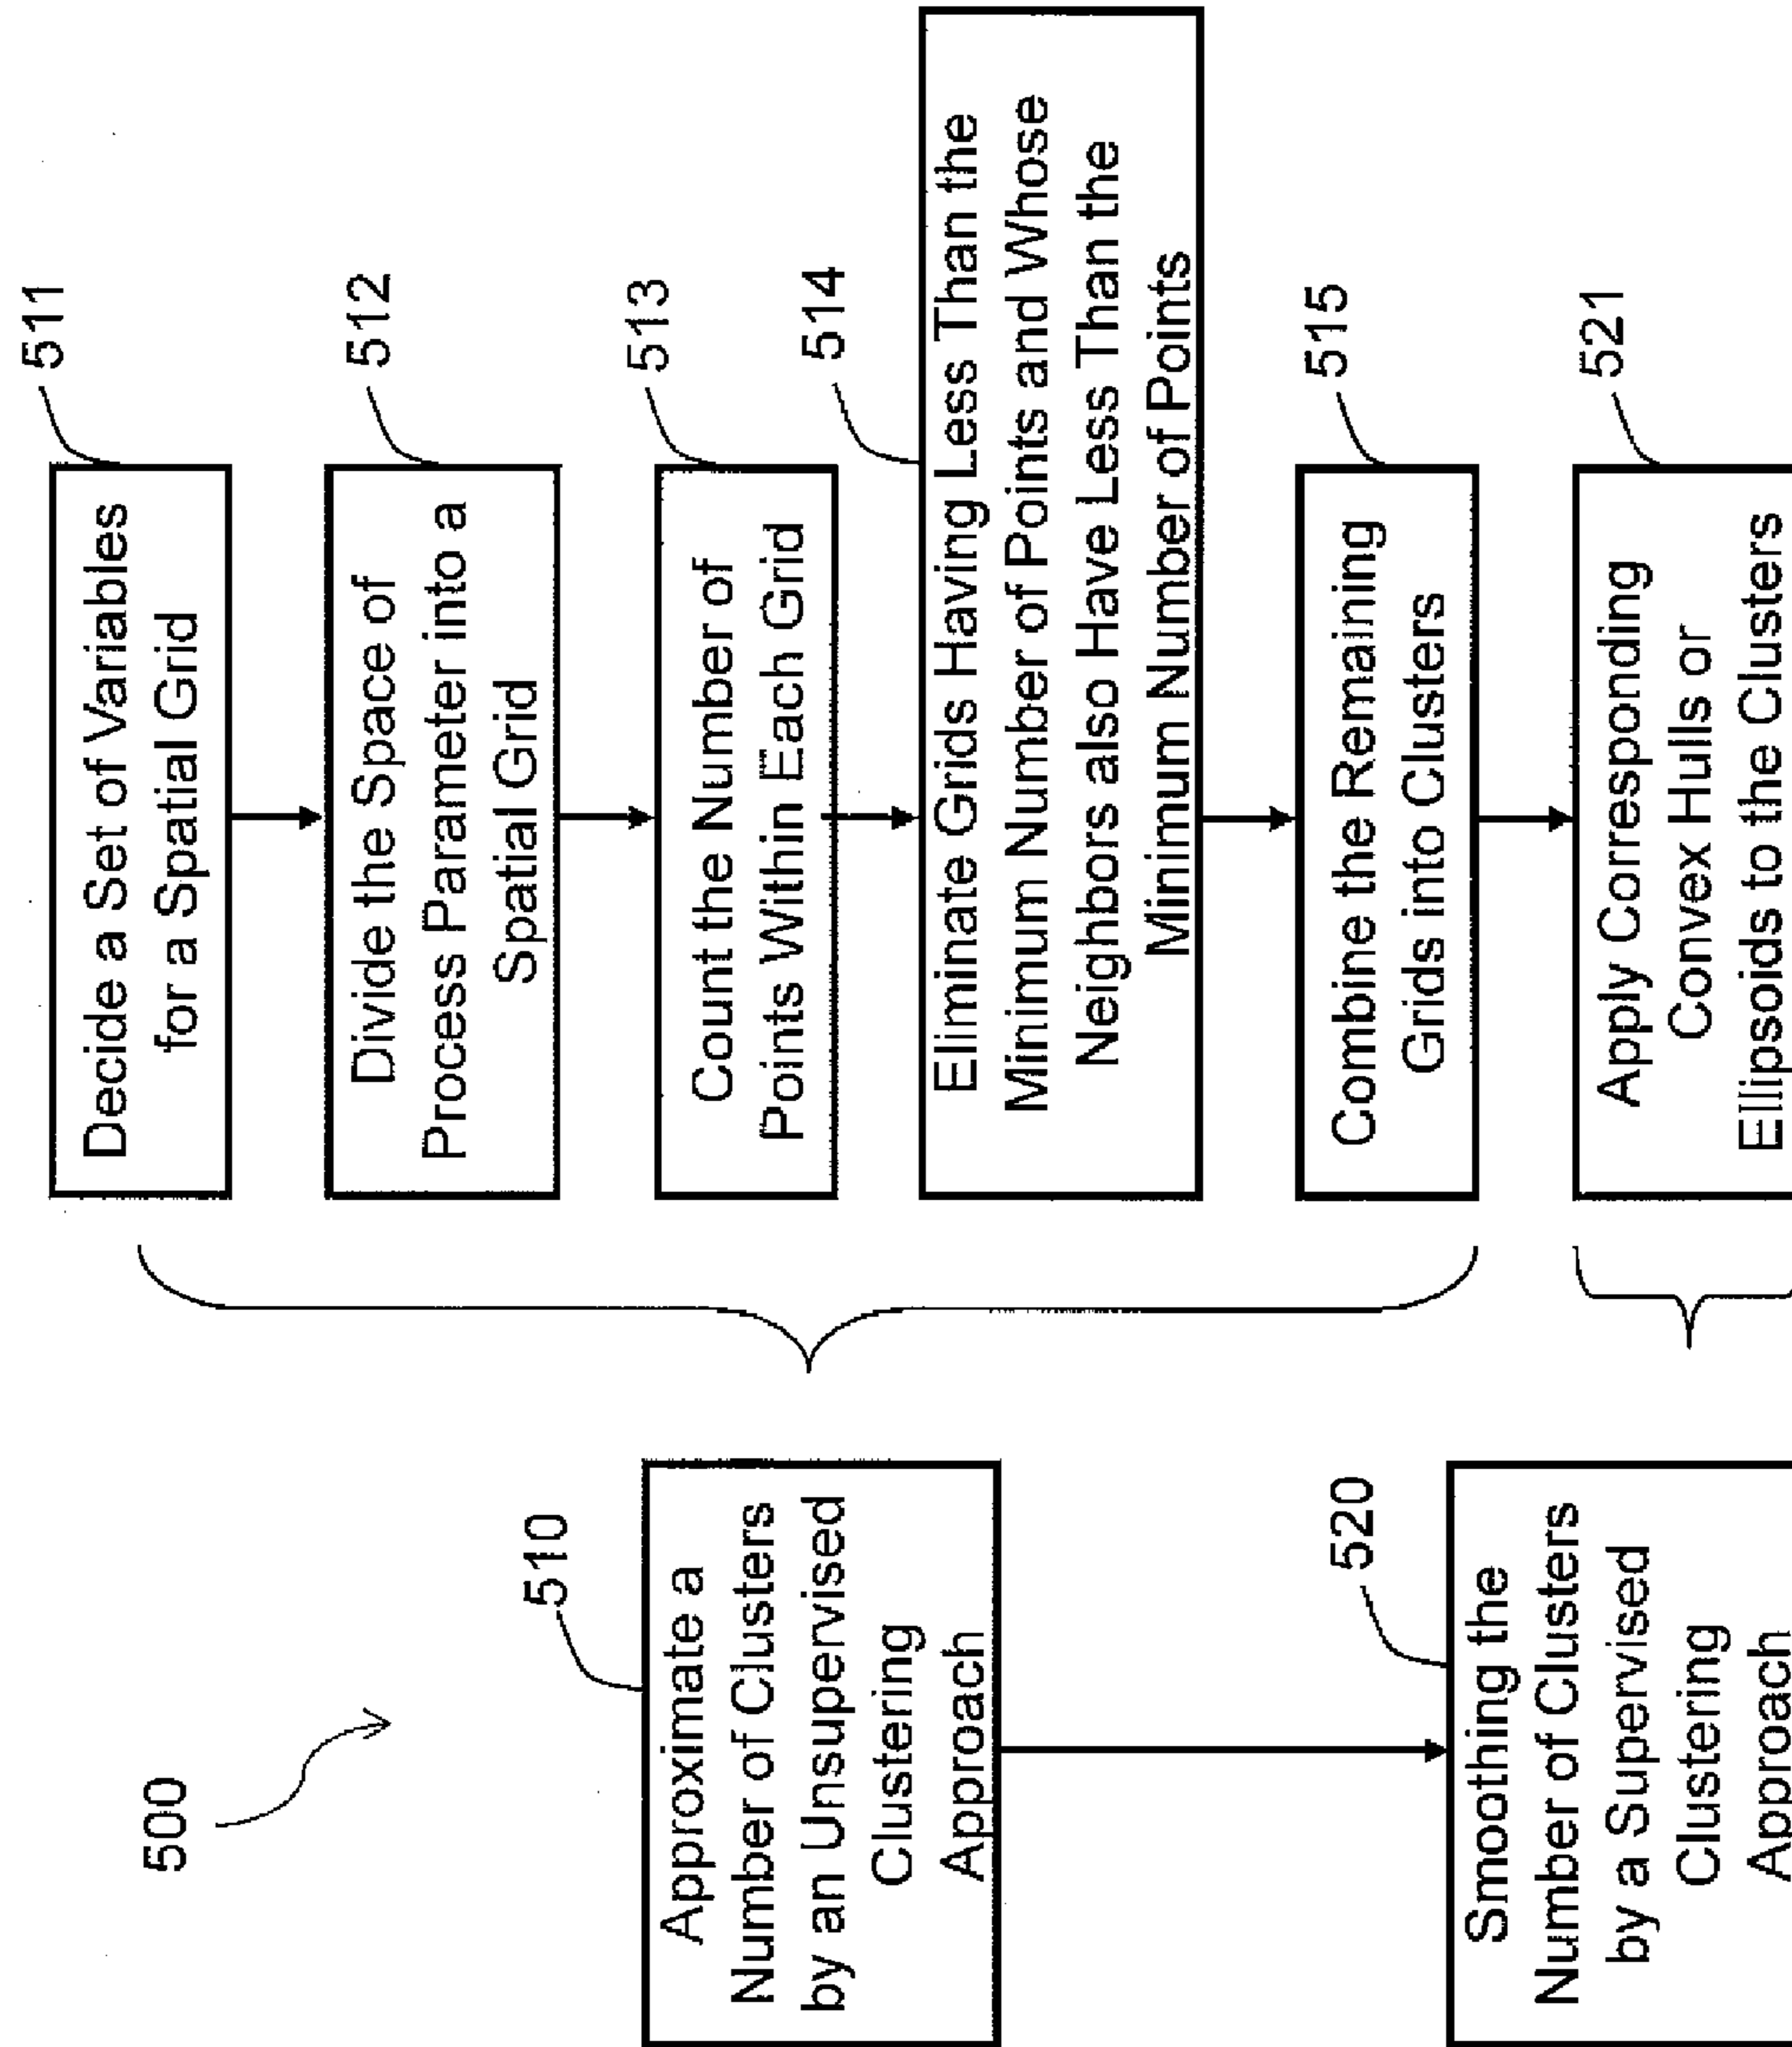 500
510
Approximate a
Number of Clusters
by an Unsupervised
Clustering
Approach
520
Smoothing the
Number of Clusters
by a Supervised
Clustering
Approach
511
Decide a Set of Variables
for a Spatial Grid
512
Divide the Space of
Process Parameter into a
Spatial Grid
513
Count the Number of
Points Within Each Grid
514
Eliminate Grids Having Less Than the
Minimum Number of Points and Whose
Neighbors also Have Less Than the
Minimum Number of Points
515
Combine the Remaining
Grids into Clusters
521
Apply Corresponding
Convex Hulls or
Ellipsoids to the Clusters